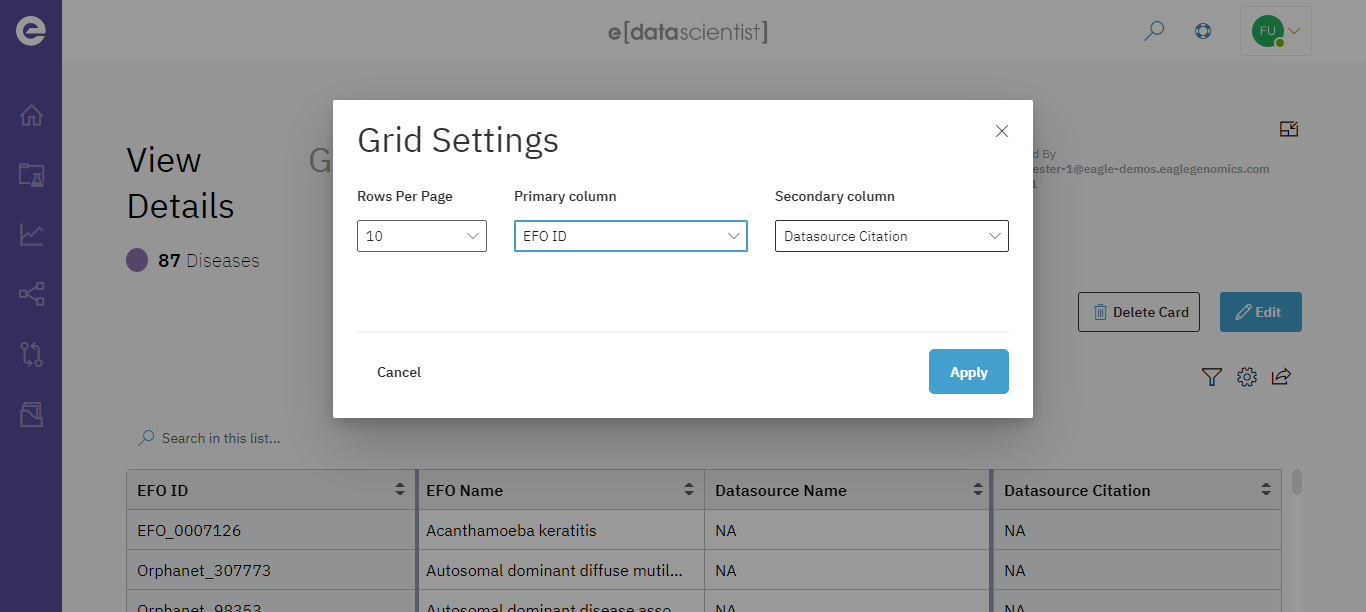 e[datascientist]
FU
Grid Settings
View
Details
G
d By
ester-1@eagle-demos.eaglegenomics.com
Rows Per Page
Primary column
Secondary column
10
EFO ID
Datasource Citation
87 Diseases
Delete Card
Edit
Cancel
Apply
Search in this list...
EFO ID
EFO Name
Datasource Name
Datasource Citation
EFO_0007126
Acanthamoeba keratitis
NA
NA
Orphanet_307773
Autosomal dominant diffuse mutil...
NA
NA
Orphanet_98353
Autosomal dominant disease asso...
NA
NA